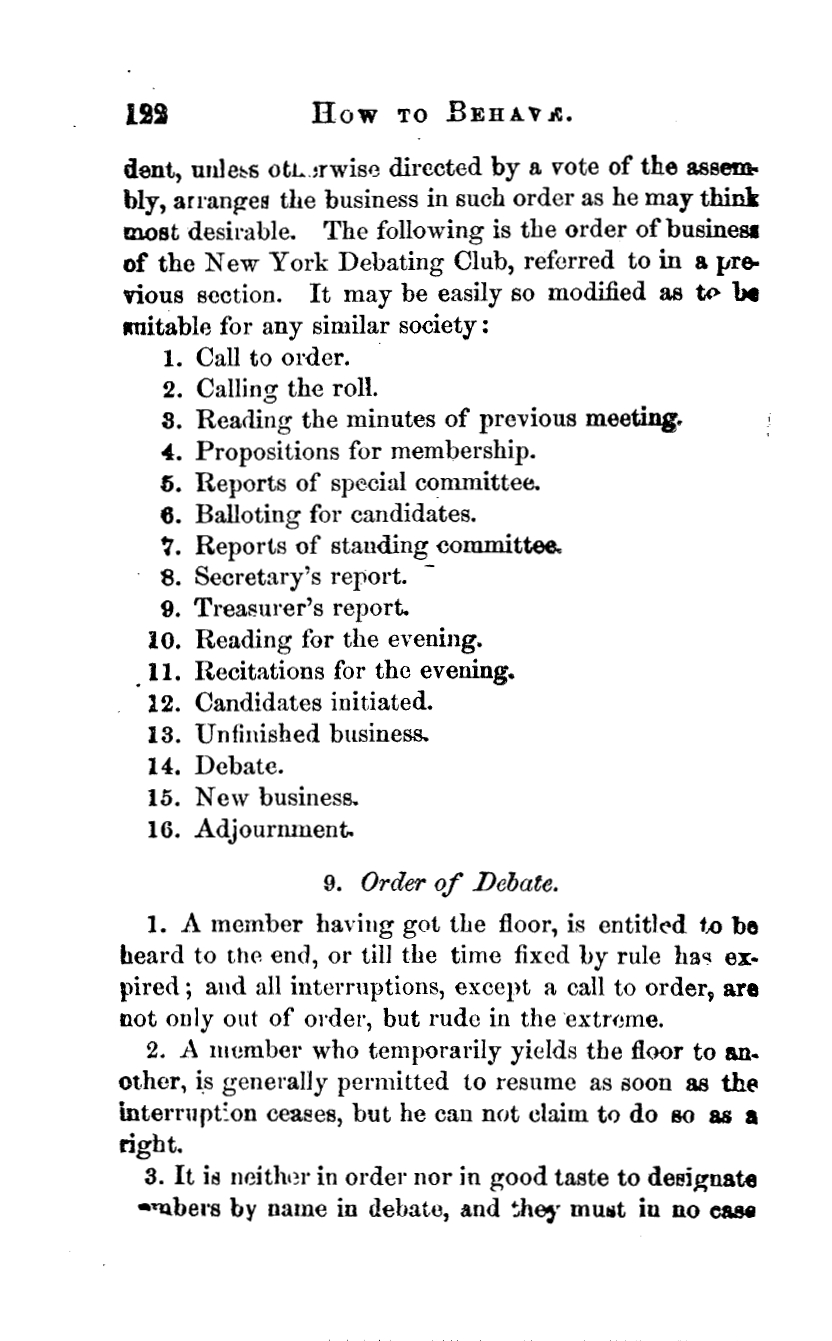 122 How to Behave.
dent, unless otherwise directed by a vote of the assem-
bly, arranges the business in such order as he may think
most desirable. The following is the order of business
of the New York Debating Club, referred to in a pre-
vious section. It may be easily so modified as to be
suitable for any similar society:
1. Call to order.
2. Calling the roll.
3. Reading the minutes of previous meeting.
4. Propositions for membership.
5. Reports of special committee.
6. Balloting for candidates.
7. Reports of standing committee.
8. Secretary's report.
9. Treasurer's report.
10. Reading for the evening.
11. Recitations for the evening.
12. Candidates initiated.
13. Unfinished business.
14. Debate.
15. New business.
16. Adjournment.
9. Order of Debate.
1. A member having got the floor, is entitled to be
heard to the end, or till the time fixed by rule has ex-
pired; and all interruptions, except a call to order, are
not only out of order, but rude in the extreme.
2. A member who temporarily yields the floor to an-
other, is generally permitted to resume as soon as the
interruption ceases, but he can not claim to do so as a
right.
3. It is neither in order nor in good taste to designate
members by name in debate, and they must in no case